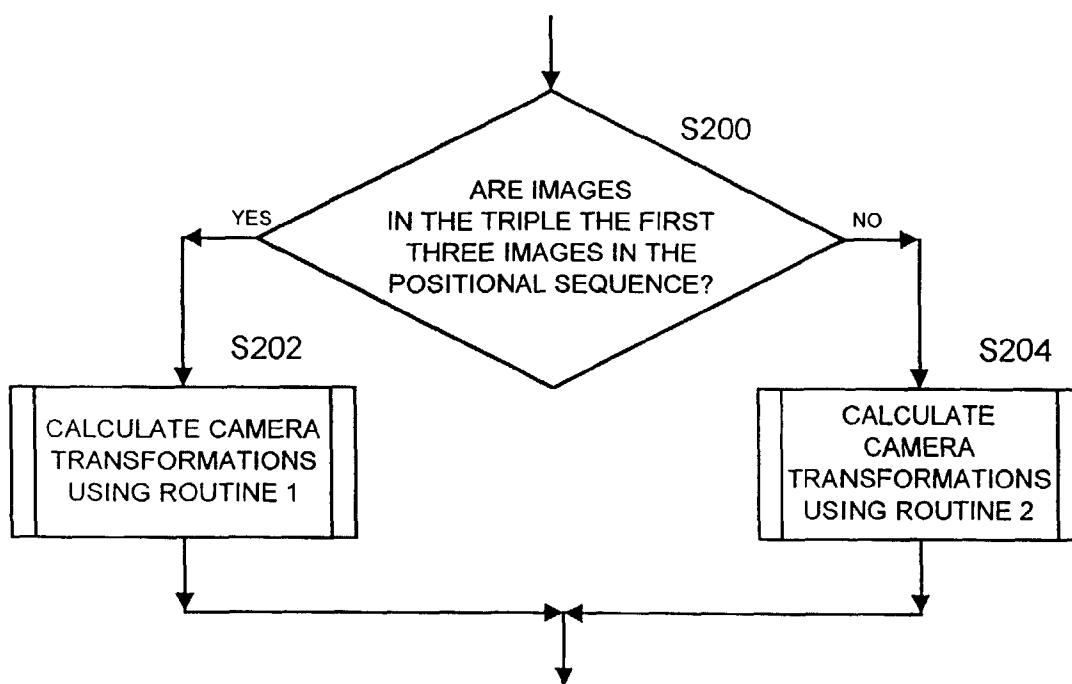 S200
ARE IMAGES
IN THE TRIPLE THE FIRST
THREE IMAGES IN THE
POSITIONAL SEQUENCE?
YES
NO
S202
CALCULATE CAMERA
TRANSFORMATIONS
USING ROUTINE 1
S204
CALCULATE
CAMERA
TRANSFORMATIONS
USING ROUTINE 2